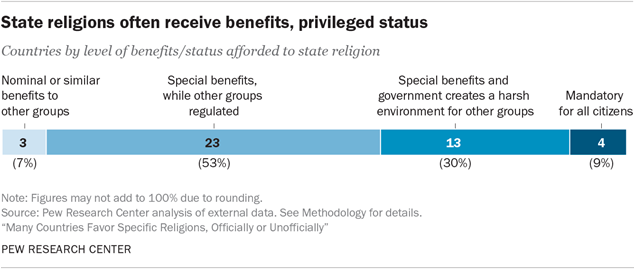 State religions often receive benefits, privileged status
Countries by level of benefits/status afforded to state religion
Nominal or similar
benefits to
other groups
Special benefits,
while other groups
regulated
Special benefits and
government creates a harsh
environment for other groups
Mandatory
for all citizens
3
23
13
4
(7%)
(53%)
(30%)
(9%)
Note: Figures may not add to 100% due to rounding.
Source: Pew Research Center analysis of external data. See Methodology for details.
“Many Countries Favor Specific Religions, Officially or Unofficially”
PEW RESEARCH CENTER